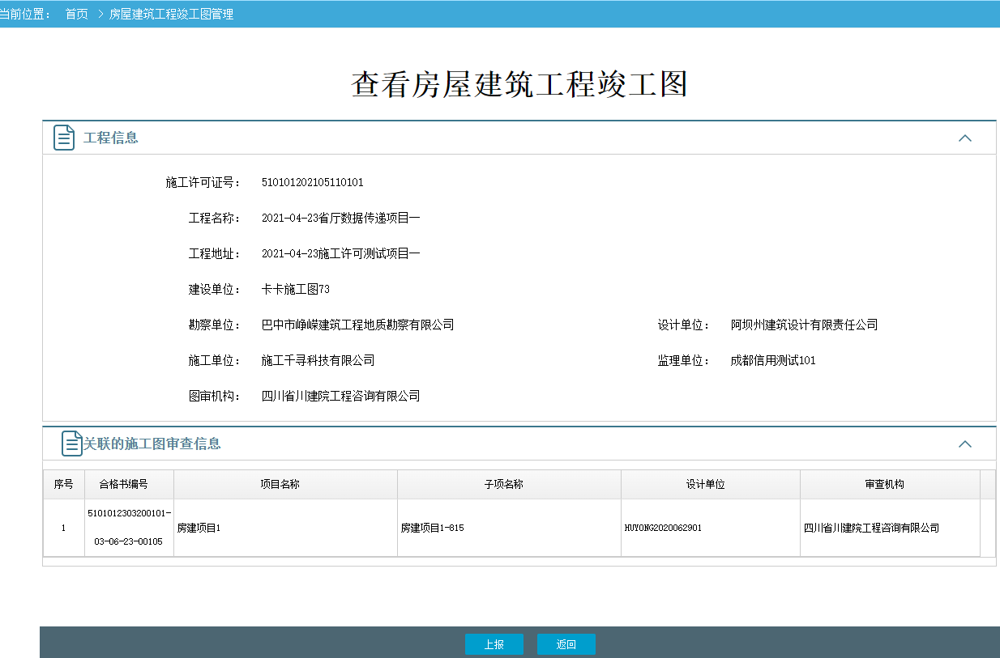 当前位置： 首页 > 房屋建筑工程竣工图管理
查看房屋建筑工程竣工图
工程信息
施工许可证号： 510101202105110101
工程名称： 2021-04-23省厅数据传递项目一
工程地址： 2021-04-23施工许可测试项目一
建设单位： 卡卡施工图73
勘察单位： 巴中市峥嵘建筑工程地质勘察有限公司 设计单位： 阿坝州建筑设计有限责任公司
施工单位： 施工千寻科技有限公司 监理单位： 成都信用测试101
图审机构： 四川省川建院工程咨询有限公司
关联的施工图审查信息
序号 合格书编号 项目名称 子项名称 设计单位 审查机构
1 5101012303200101-03-06-23-00105 房建项目1 房建项目1-815 HUYONG2020062901 四川省川建院工程咨询有限公司
上报 返回